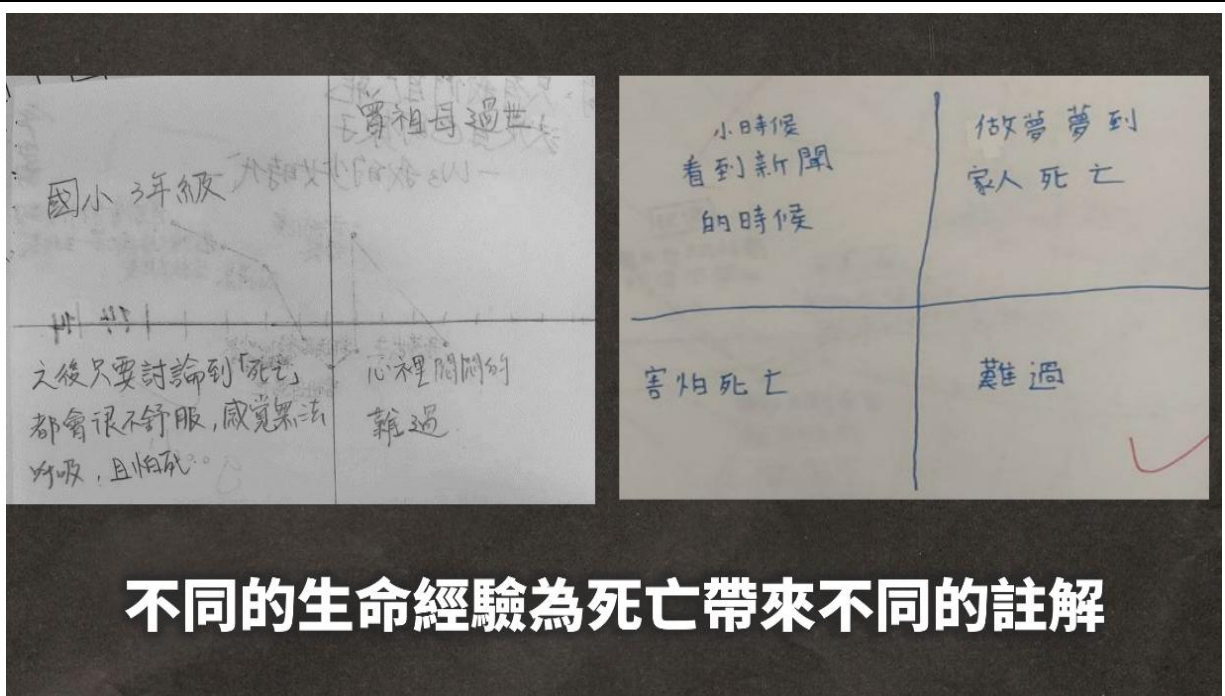 國小3年級
曾祖母過世
之後只要討論到「死亡」
都會很不舒服,感覺無法
呼吸,且怕死…
心裡悶悶的
難過
小時候
看到新聞
的時候
做夢夢到
家人死亡
害怕死亡
難過
不同的生命經驗為死亡帶來不同的註解